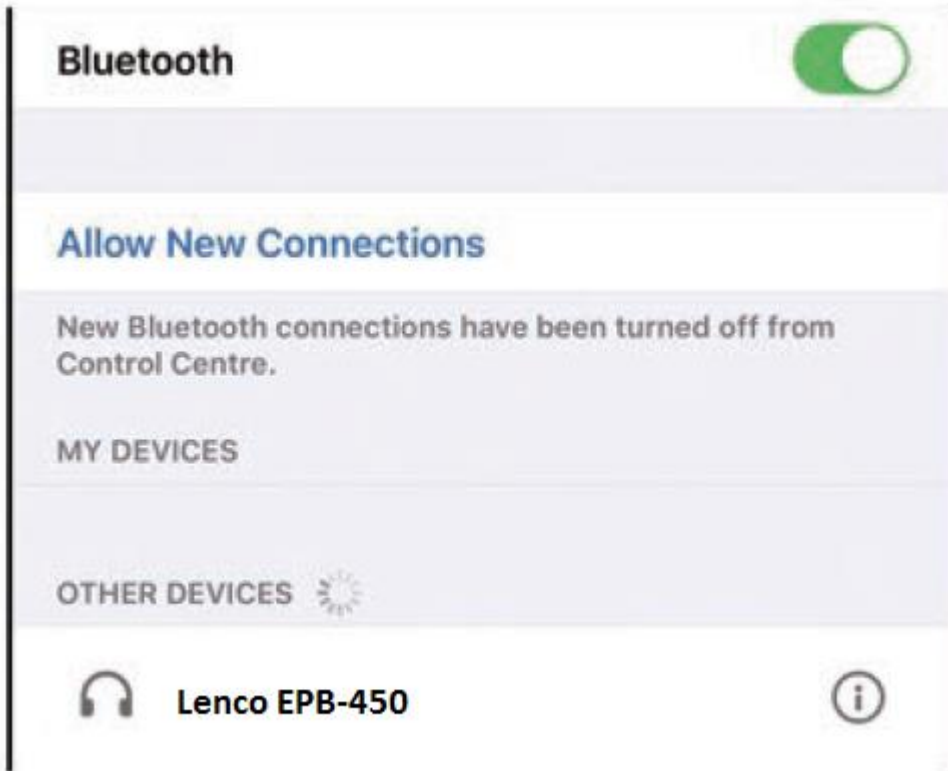 Bluetooth
Allow New Connections
New Bluetooth connections have been turned off from
Control Centre.
MY DEVICES
OTHER DEVICES
Lenco EPB-450